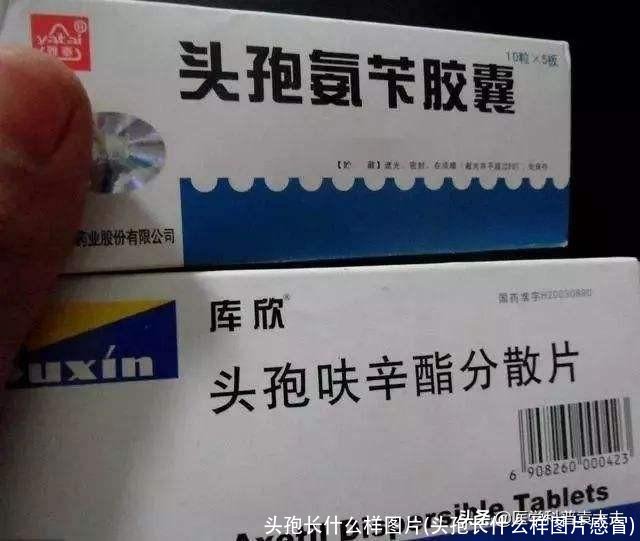 yatai
10粒×5板
头孢氨苄胶囊
药业股份有限公司
库欣®
国药准字H20030890
uxin
头孢呋辛酯分散片
6 908260 000423
Dispersible Tablets
头孢长什么样图片(头孢长什么样图片感冒)